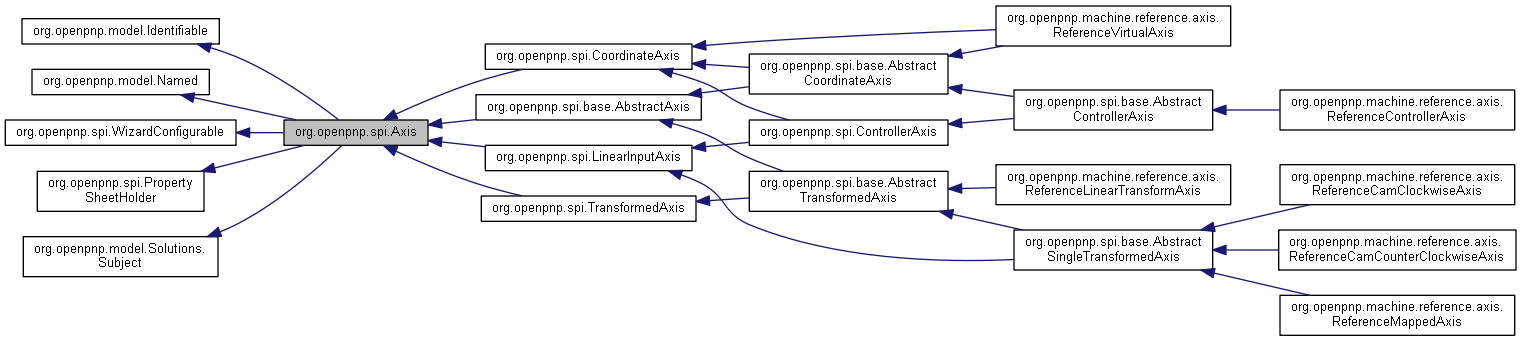 org.openpnp.model.Identifiable
org.openpnp.model.Named
org.openpnp.spi.WizardConfigurable
org.openpnp.spi.Property
SheetHolder
org.openpnp.model.Solutions.
Subject
org.openpnp.spi.Axis
org.openpnp.spi.CoordinateAxis
org.openpnp.spi.base.AbstractAxis
org.openpnp.spi.LinearInputAxis
org.openpnp.spi.TransformedAxis
org.openpnp.spi.base.Abstract
CoordinateAxis
org.openpnp.spi.ControllerAxis
org.openpnp.spi.base.Abstract
TransformedAxis
org.openpnp.machine.reference.axis.
ReferenceVirtualAxis
org.openpnp.spi.base.Abstract
ControllerAxis
org.openpnp.machine.reference.axis.
ReferenceLinearTransformAxis
org.openpnp.spi.base.Abstract
SingleTransformedAxis
org.openpnp.machine.reference.axis.
ReferenceControllerAxis
org.openpnp.machine.reference.axis.
ReferenceCamClockwiseAxis
org.openpnp.machine.reference.axis.
ReferenceCamCounterClockwiseAxis
org.openpnp.machine.reference.axis.
ReferenceMappedAxis